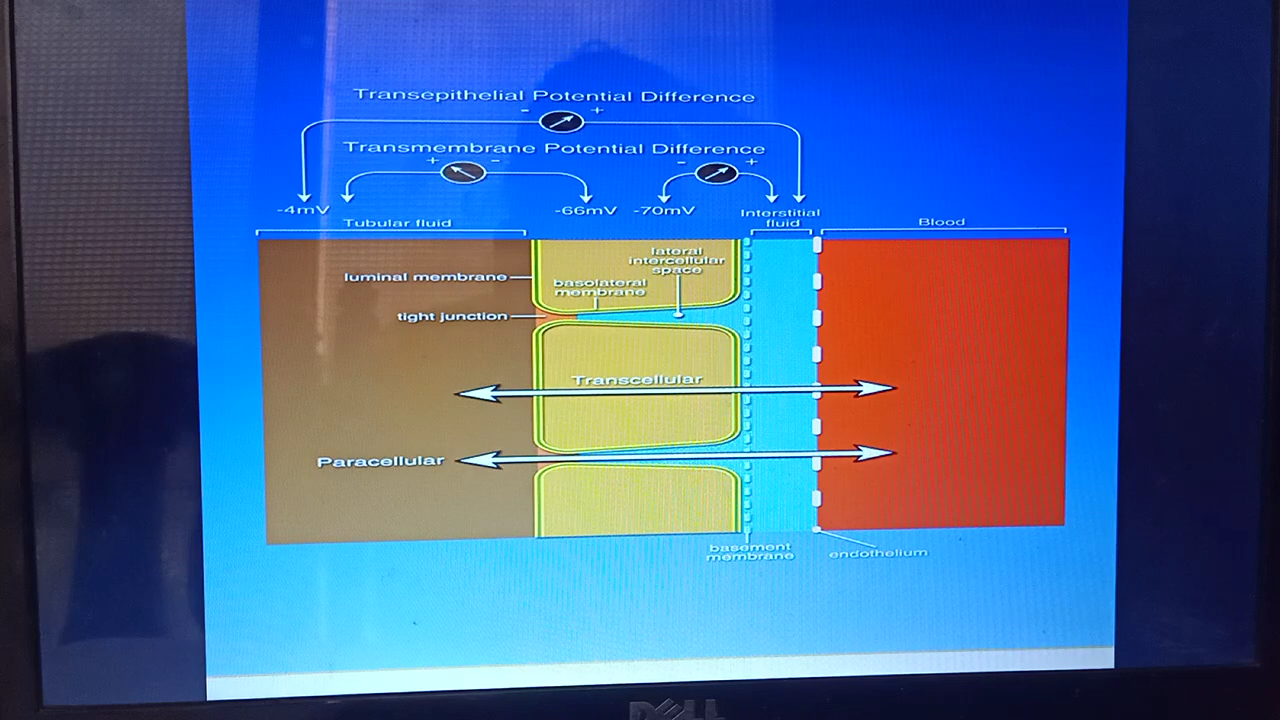 Transepithelial Potential Difference
- +
Transmembrane Potential Difference
+ - - +
-4mV -66mV -70mV
Tubular fluid
Interstitial
fluid
Blood
luminal membrane
lateral
intercellular
space
basolateral
membrane
tight junction
Transcellular
Paracellular
basement
membrane
endothelium
DELL